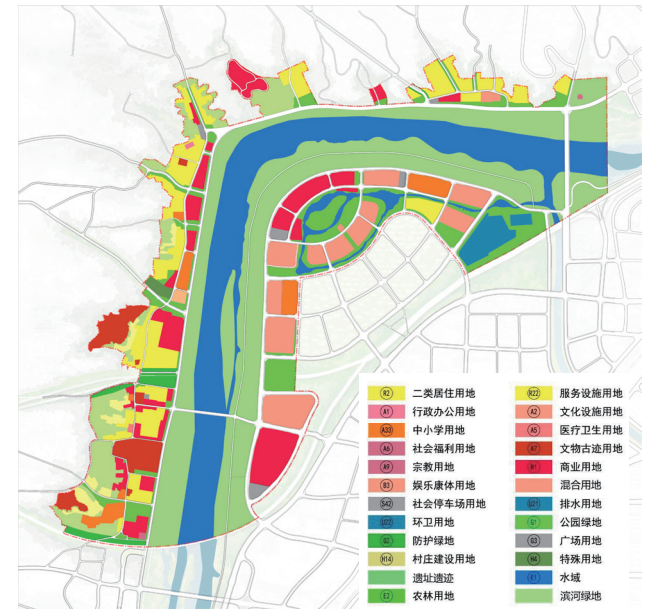 R2 二类居住用地 R22 服务设施用地
A1 行政办公用地 A2 文化设施用地
A33 中小学用地 A5 医疗卫生用地
A6 社会福利用地 A7 文物古迹用地
A9 宗教用地 B1 商业用地
B3 娱乐康体用地 混合用地
S42 社会停车场用地 U21 排水用地
U22 环卫用地 G1 公园绿地
G2 防护绿地 G3 广场用地
H14 村庄建设用地 H4 特殊用地
遗址遗迹 E1 水域
E2 农林用地 滨河绿地